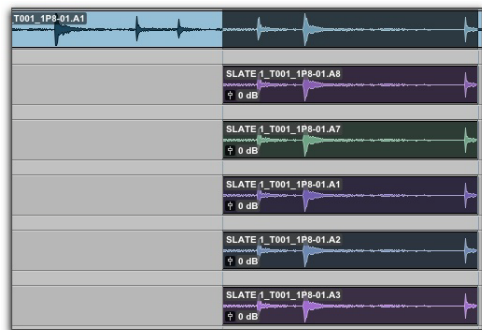 T001_1P8-01.A1
SLATE 1_T001_1P8-01.A8
0 dB
SLATE 1_T001_1P8-01.A7
0 dB
SLATE 1_T001_1P8-01.A1
0 dB
SLATE 1_T001_1P8-01.A2
0 dB
SLATE 1_T001_1P8-01.A3
0 dB